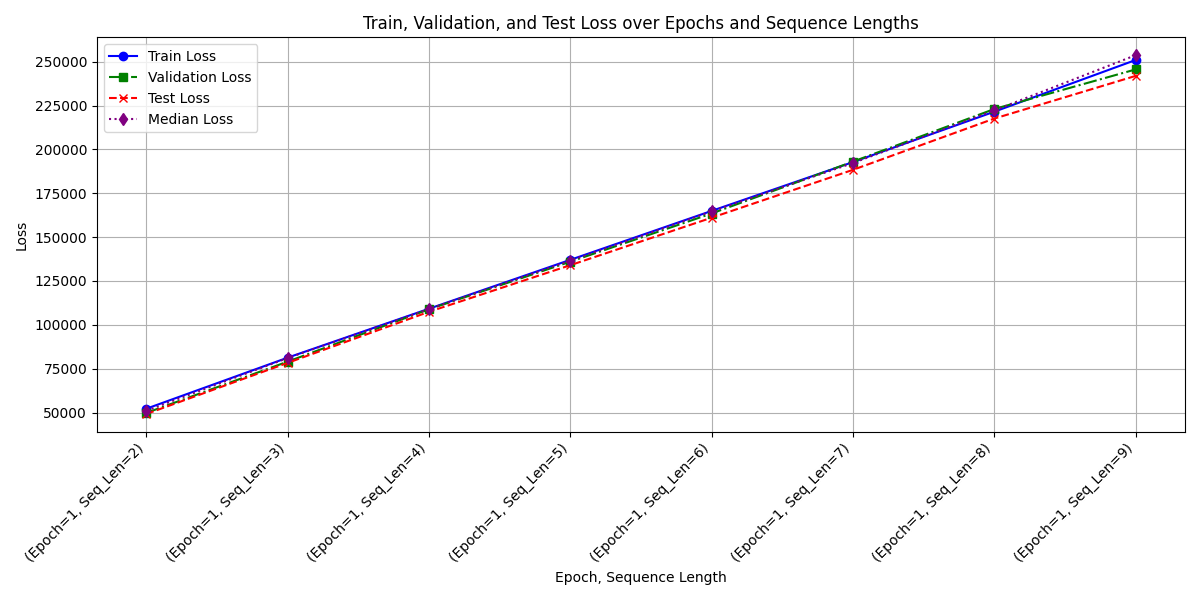 Train, Validation, and Test Loss over Epochs and Sequence Lengths
Train Loss
Validation Loss
Test Loss
Median Loss
Loss
250000
225000
200000
175000
150000
125000
100000
75000
50000
(Epoch=1, Seq_Len=2)
(Epoch=1, Seq_Len=3)
(Epoch=1, Seq_Len=4)
(Epoch=1, Seq_Len=5)
(Epoch=1, Seq_Len=6)
(Epoch=1, Seq_Len=7)
(Epoch=1, Seq_Len=8)
(Epoch=1, Seq_Len=9)
Epoch, Sequence Length